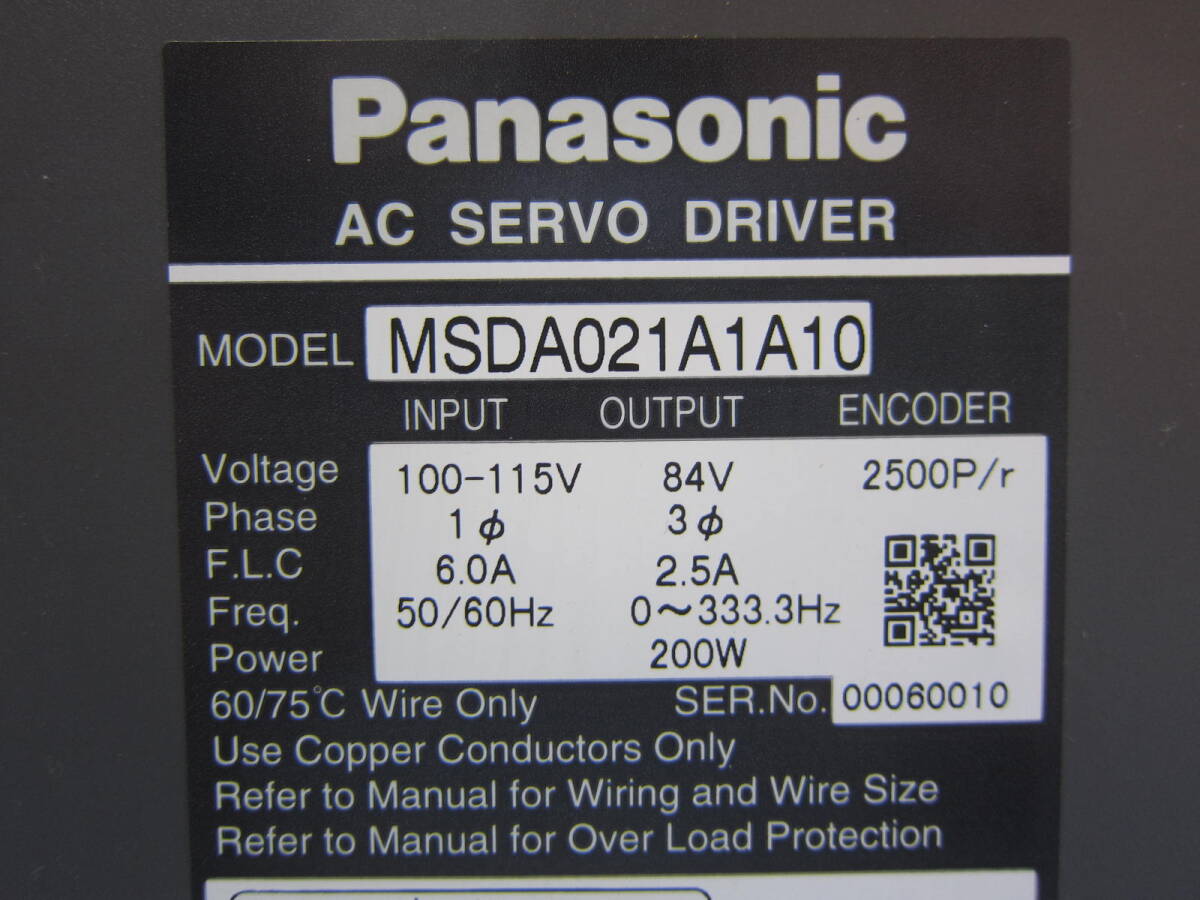 Panasonic
AC SERVO DRIVER
MODEL MSDA021A1A10
INPUT OUTPUT ENCODER
Voltage 100-115V 84V 2500P/r
Phase 1ϕ 3ϕ
F.L.C 6.0A 2.5A
Freq. 50/60Hz 0～333.3Hz
Power 200W
60/75°C Wire Only SER.No. 00060010
Use Copper Conductors Only
Refer to Manual for Wiring and Wire Size
Refer to Manual for Over Load Protection